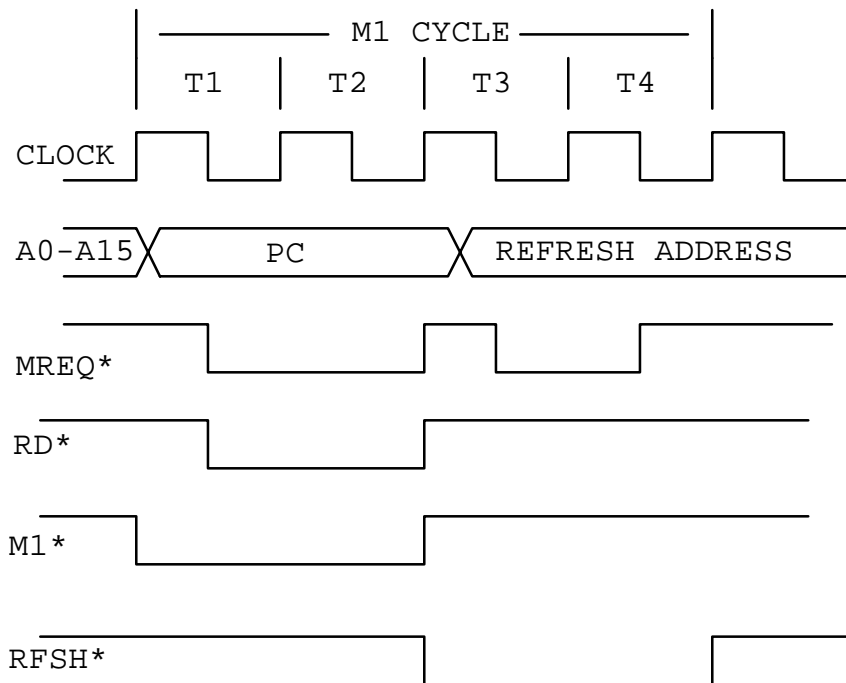 M1 CYCLE
T1 T2 T3 T4
CLOCK
A0-A15 PC REFRESH ADDRESS
MREQ*
RD*
M1*
RFSH*